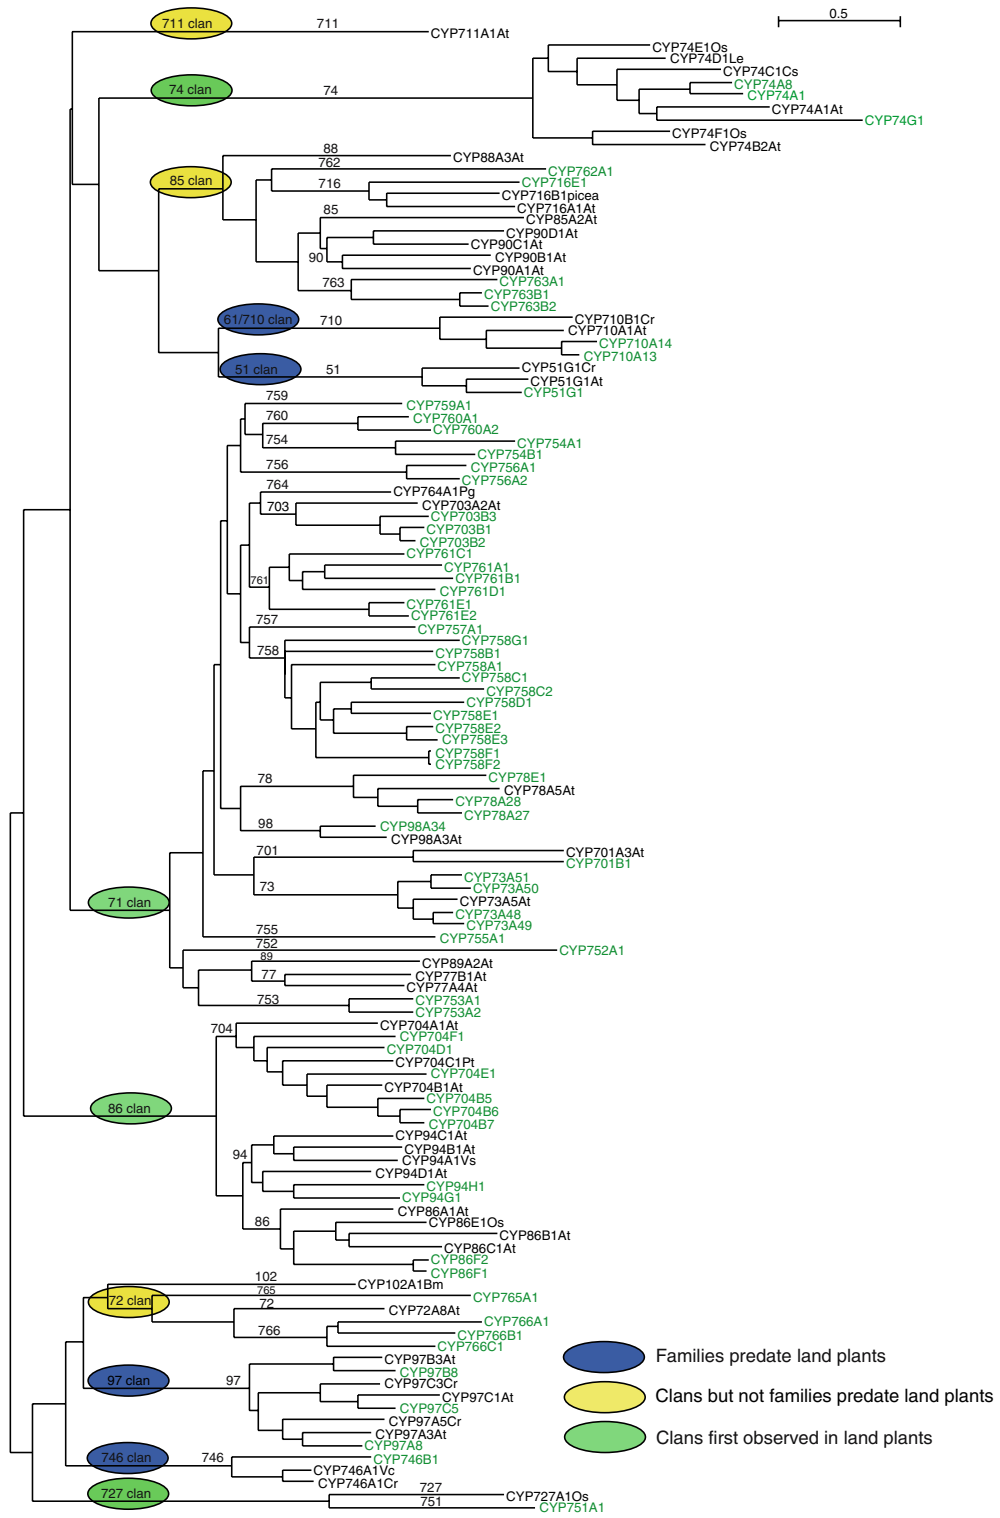 0.5
711 clan
711
CYP711A1At
CYP74E1Os
CYP74D1Le
CYP74C1Cs
CYP74A8
CYP74A1
74 clan
74
CYP74A1At
CYP74G1
CYP74F1Os
CYP74B2At
88
CYP88A3At
762
CYP762A1
85 clan
716
CYP716E1
CYP716B1picea
CYP716A1At
85
CYP85A2At
CYP90D1At
CYP90C1At
90
CYP90B1At
CYP90A1At
763
CYP763A1
CYP763B1
CYP763B2
61/710 clan
710
CYP710B1Cr
CYP710A1At
CYP710A14
CYP710A13
51 clan
51
CYP51G1Cr
CYP51G1At
CYP51G1
759
CYP759A1
760
CYP760A1
CYP760A2
754
CYP754A1
CYP754B1
756
CYP756A1
CYP756A2
764
CYP764A1Pg
703
CYP703A2At
CYP703B3
CYP703B1
CYP703B2
CYP761C1
CYP761A1
761
CYP761B1
CYP761D1
CYP761E1
CYP761E2
757
CYP757A1
CYP758G1
758
CYP758B1
CYP758A1
CYP758C1
CYP758C2
CYP758D1
CYP758E1
CYP758E2
CYP758E3
CYP758F1
CYP758F2
78
CYP78E1
CYP78A5At
CYP78A28
CYP78A27
98
CYP98A34
CYP98A3At
701
CYP701A3At
CYP701B1
73
CYP73A51
CYP73A50
71 clan
CYP73A5At
CYP73A48
CYP73A49
755
CYP755A1
752
CYP752A1
89
CYP89A2At
77
CYP77B1At
CYP77A4At
753
CYP753A1
CYP753A2
704
CYP704A1At
CYP704F1
CYP704D1
CYP704C1Pt
CYP704E1
CYP704B1At
86 clan
CYP704B5
CYP704B6
CYP704B7
CYP94C1At
94
CYP94B1At
CYP94A1Vs
CYP94D1At
CYP94H1
CYP94G1
86
CYP86A1At
CYP86E1Os
CYP86B1At
CYP86C1At
CYP86F2
CYP86F1
102
CYP102A1Bm
72 clan
765
CYP765A1
72
CYP72A8At
766
CYP766A1
CYP766B1
CYP766C1
97 clan
97
CYP97B3At
CYP97B8
CYP97C3Cr
CYP97C1At
CYP97C5
CYP97A5Cr
CYP97A3At
CYP97A8
746 clan
746
CYP746B1
CYP746A1Vc
CYP746A1Cr
727 clan
727
CYP727A1Os
751
CYP751A1
Families predate land plants
Clans but not families predate land plants
Clans first observed in land plants